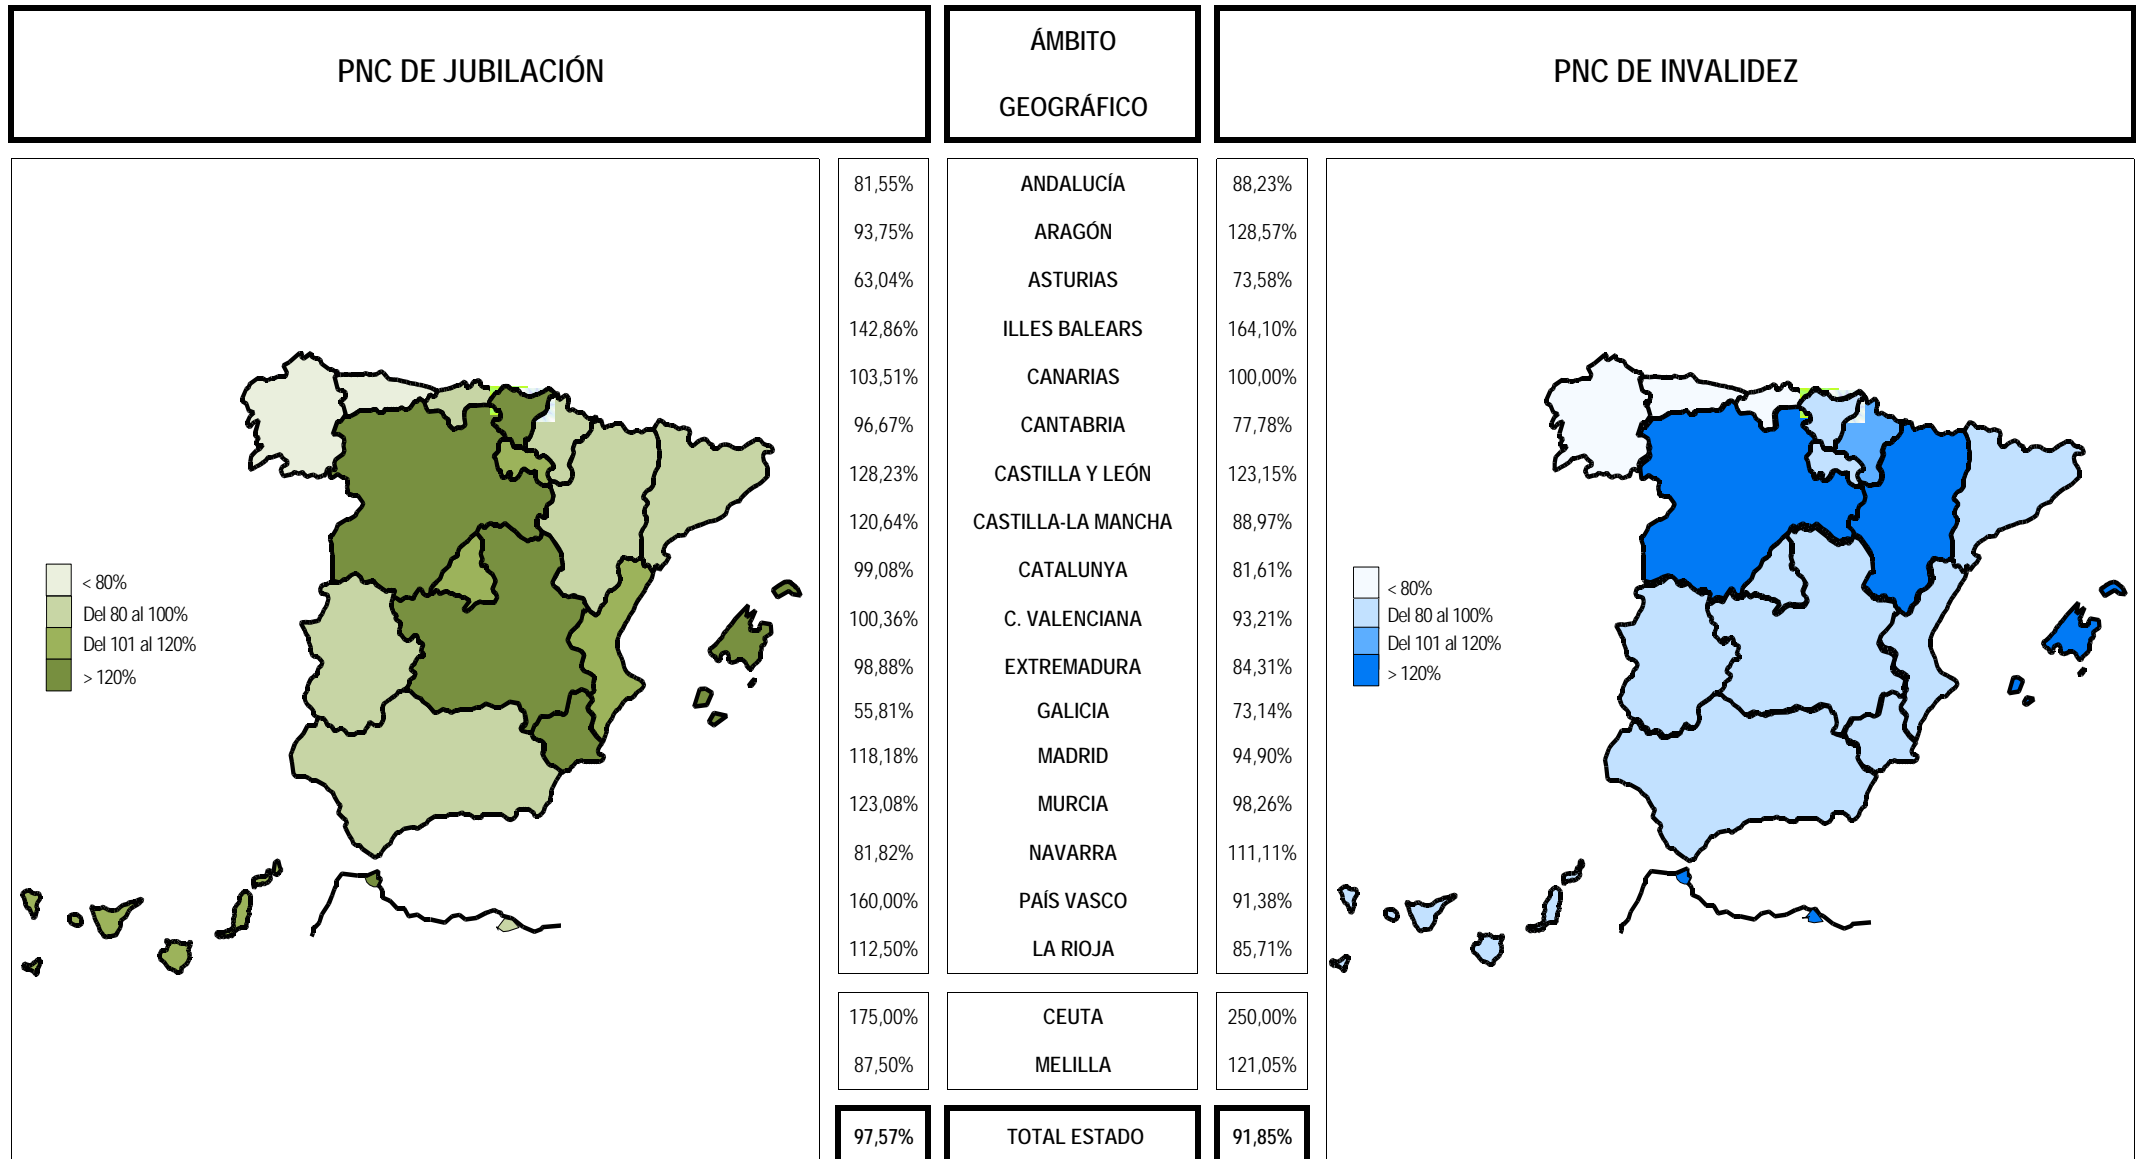 PNC DE JUBILACIÓN
ÁMBITO
GEOGRÁFICO
PNC DE INVALIDEZ
81,55% ANDALUCÍA 88,23%
93,75% ARAGÓN 128,57%
63,04% ASTURIAS 73,58%
142,86% ILLES BALEARS 164,10%
103,51% CANARIAS 100,00%
96,67% CANTABRIA 77,78%
128,23% CASTILLA Y LEÓN 123,15%
120,64% CASTILLA-LA MANCHA 88,97%
99,08% CATALUNYA 81,61%
100,36% C. VALENCIANA 93,21%
98,88% EXTREMADURA 84,31%
55,81% GALICIA 73,14%
118,18% MADRID 94,90%
123,08% MURCIA 98,26%
81,82% NAVARRA 111,11%
160,00% PAÍS VASCO 91,38%
112,50% LA RIOJA 85,71%
175,00% CEUTA 250,00%
87,50% MELILLA 121,05%
97,57% TOTAL ESTADO 91,85%
< 80%
Del 80 al 100%
Del 101 al 120%
> 120%
< 80%
Del 80 al 100%
Del 101 al 120%
> 120%